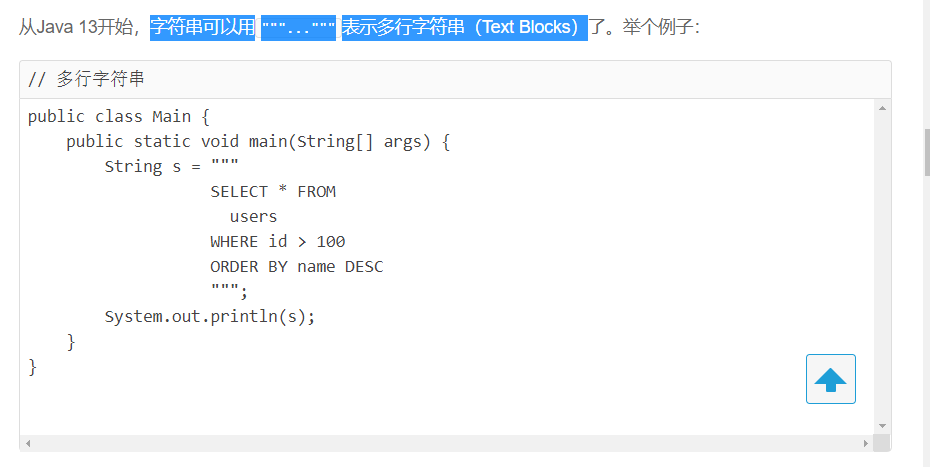 从Java 13开始，字符串可以用"""..."""表示多行字符串（Text Blocks）了。举个例子：
// 多行字符串
public class Main {
    public static void main(String[] args) {
        String s = """
                   SELECT * FROM
                     users
                   WHERE id > 100
                   ORDER BY name DESC
                   """;
        System.out.println(s);
    }
}